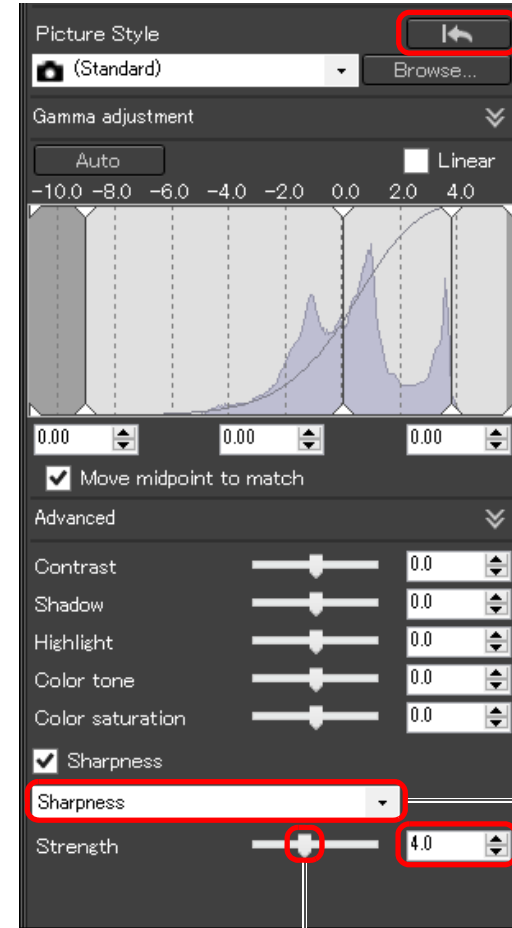 Picture Style
(Standard)
Browse...
Gamma adjustment
Auto
Linear
-10.0 -8.0 -6.0 -4.0 -2.0 0.0 2.0 4.0
0.00 0.00 0.00
Move midpoint to match
Advanced
Contrast 0.0
Shadow 0.0
Highlight 0.0
Color tone 0.0
Color saturation 0.0
Sharpness
Sharpness
Strength 4.0